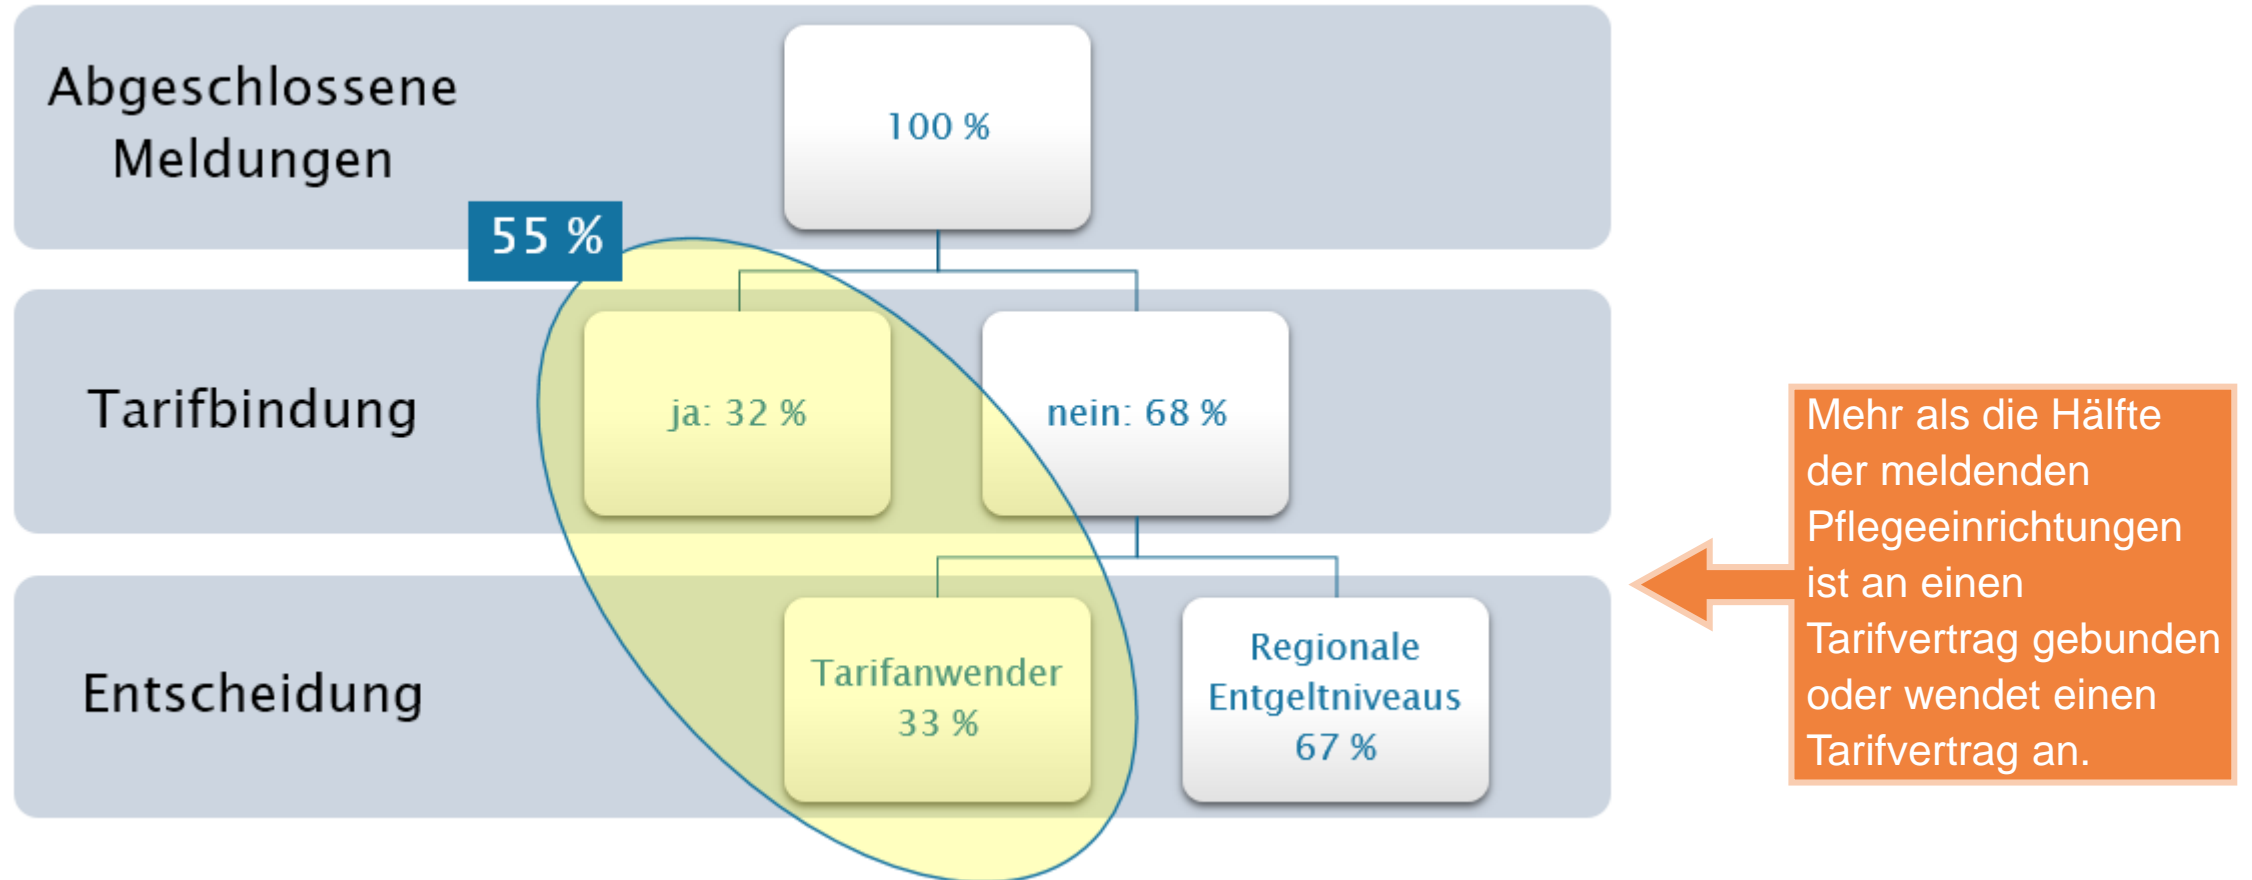 Abgeschlossene
Meldungen
100 %
55 %
Tarifbindung
ja: 32 %
nein: 68 %
Entscheidung
Tarifanwender
33 %
Regionale
Entgeltniveaus
67 %
Mehr als die Hälfte
der meldenden
Pflegeeinrichtungen
ist an einen
Tarifvertrag gebunden
oder wendet einen
Tarifvertrag an.